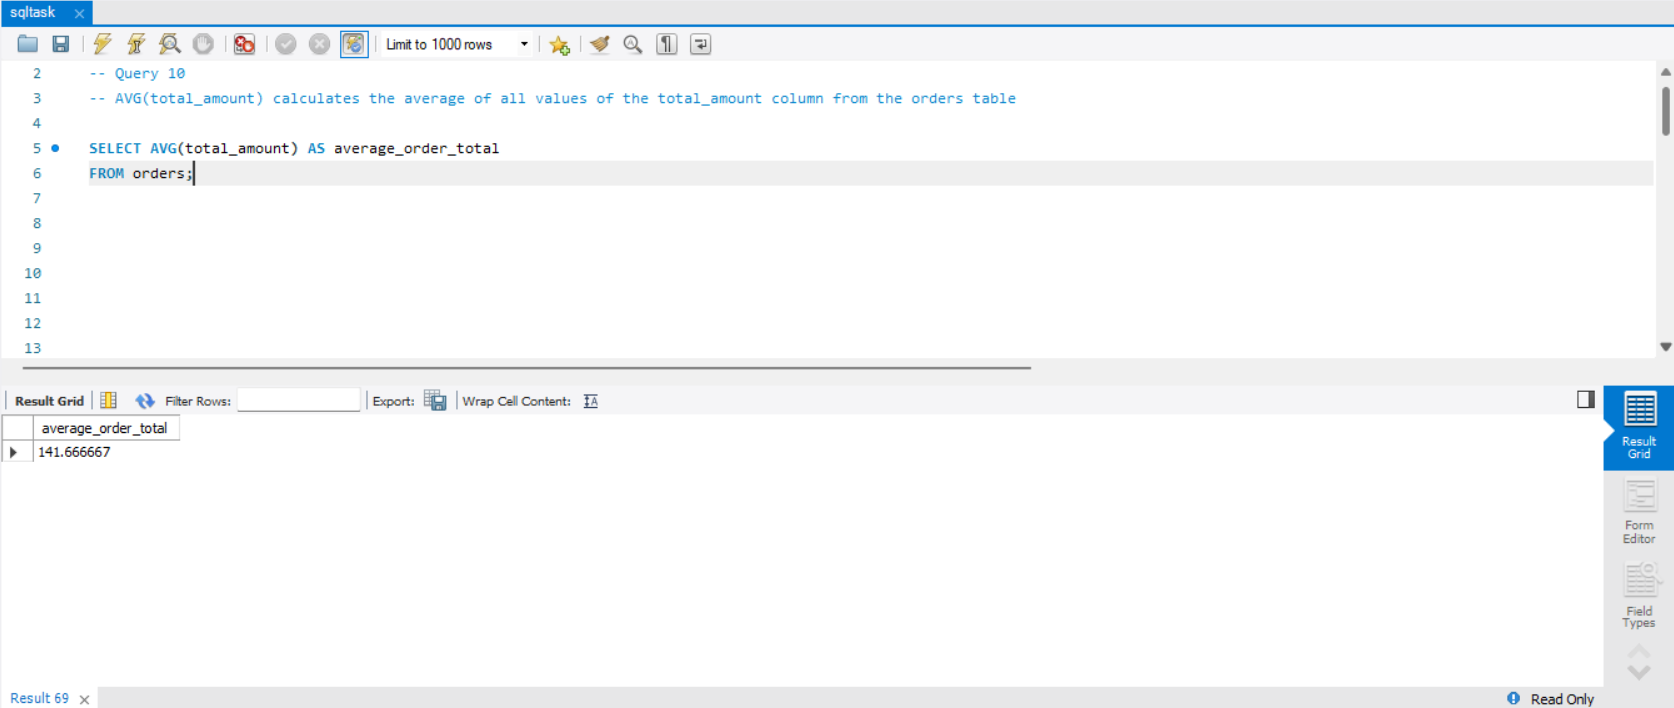 sqltask
Limit to 1000 rows
2 -- Query 10
3 -- AVG(total_amount) calculates the average of all values of the total_amount column from the orders table
4
5 SELECT AVG(total_amount) AS average_order_total
6 FROM orders;
7
8
9
10
11
12
13
Result Grid Filter Rows: Export: Wrap Cell Content:
average_order_total
141.666667
Result
Grid
Form
Editor
Field
Types
Result 69
Read Only